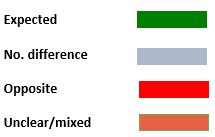 Expected
No. difference
Opposite
Unclear/mixed